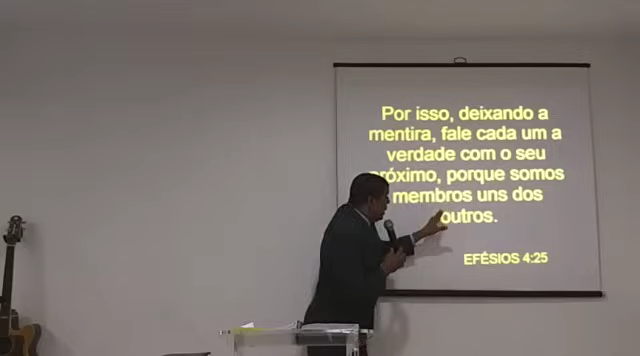 Por isso, deixando a
mentira, fale cada um a
verdade com o seu
próximo, porque somos
membros uns dos
outros.
EFÉSIOS 4:25